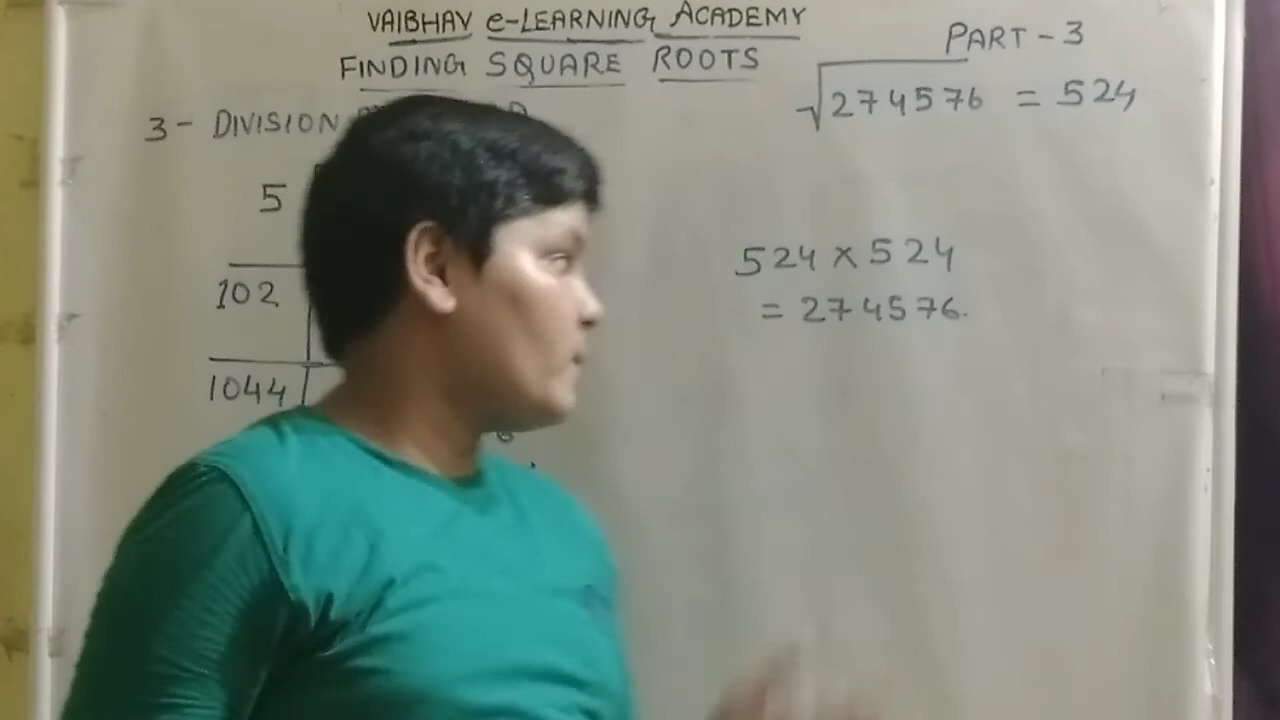 VAIBHAV e-LEARNING ACADEMY
FINDING SQUARE ROOTS
PART - 3
√274576 = 524
3 - DIVISION
5
102
1044
524 × 524
= 274576.